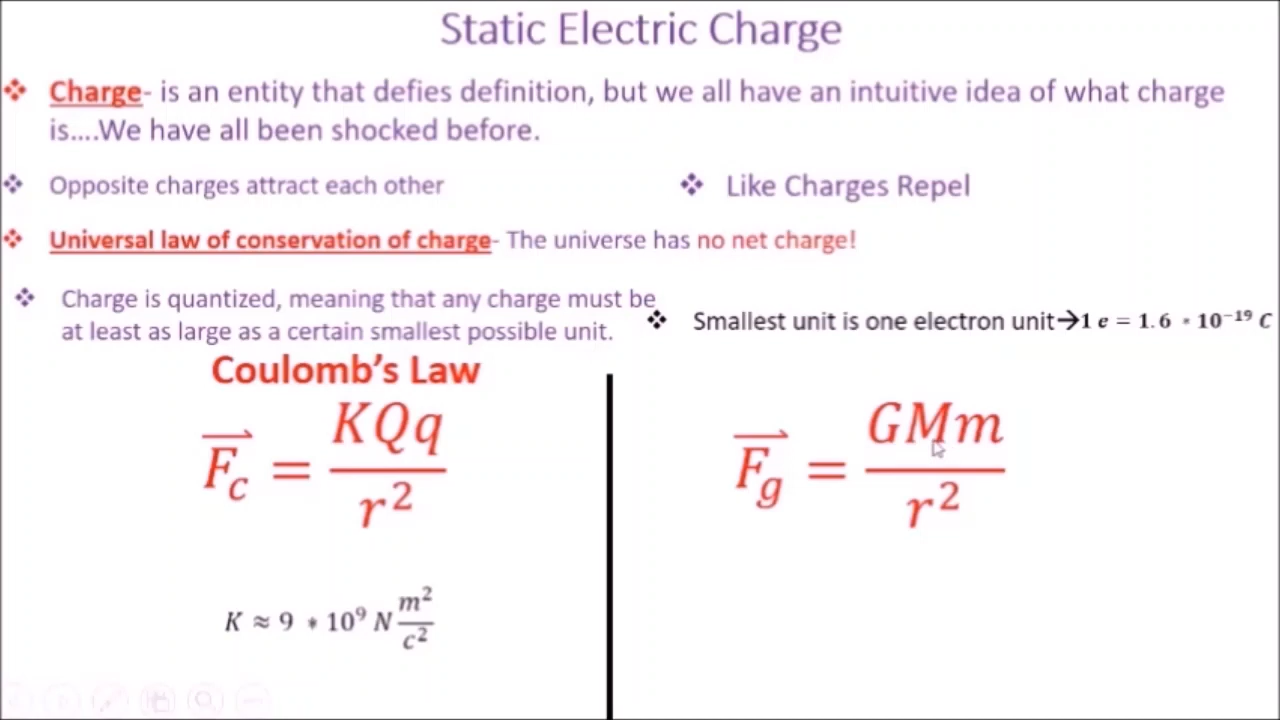 Static Electric Charge
❖ Charge- is an entity that defies definition, but we all have an intuitive idea of what charge
is....We have all been shocked before.
❖ Opposite charges attract each other
❖ Like Charges Repel
❖ Universal law of conservation of charge- The universe has no net charge!
❖ Charge is quantized, meaning that any charge must be
at least as large as a certain smallest possible unit.
❖ Smallest unit is one electron unit→1 e = 1.6 * 10⁻¹⁹ C
Coulomb's Law
F⃗c = KQq / r²
F⃗g = GMm / r²
K ≈ 9 * 10⁹ N m² / c²